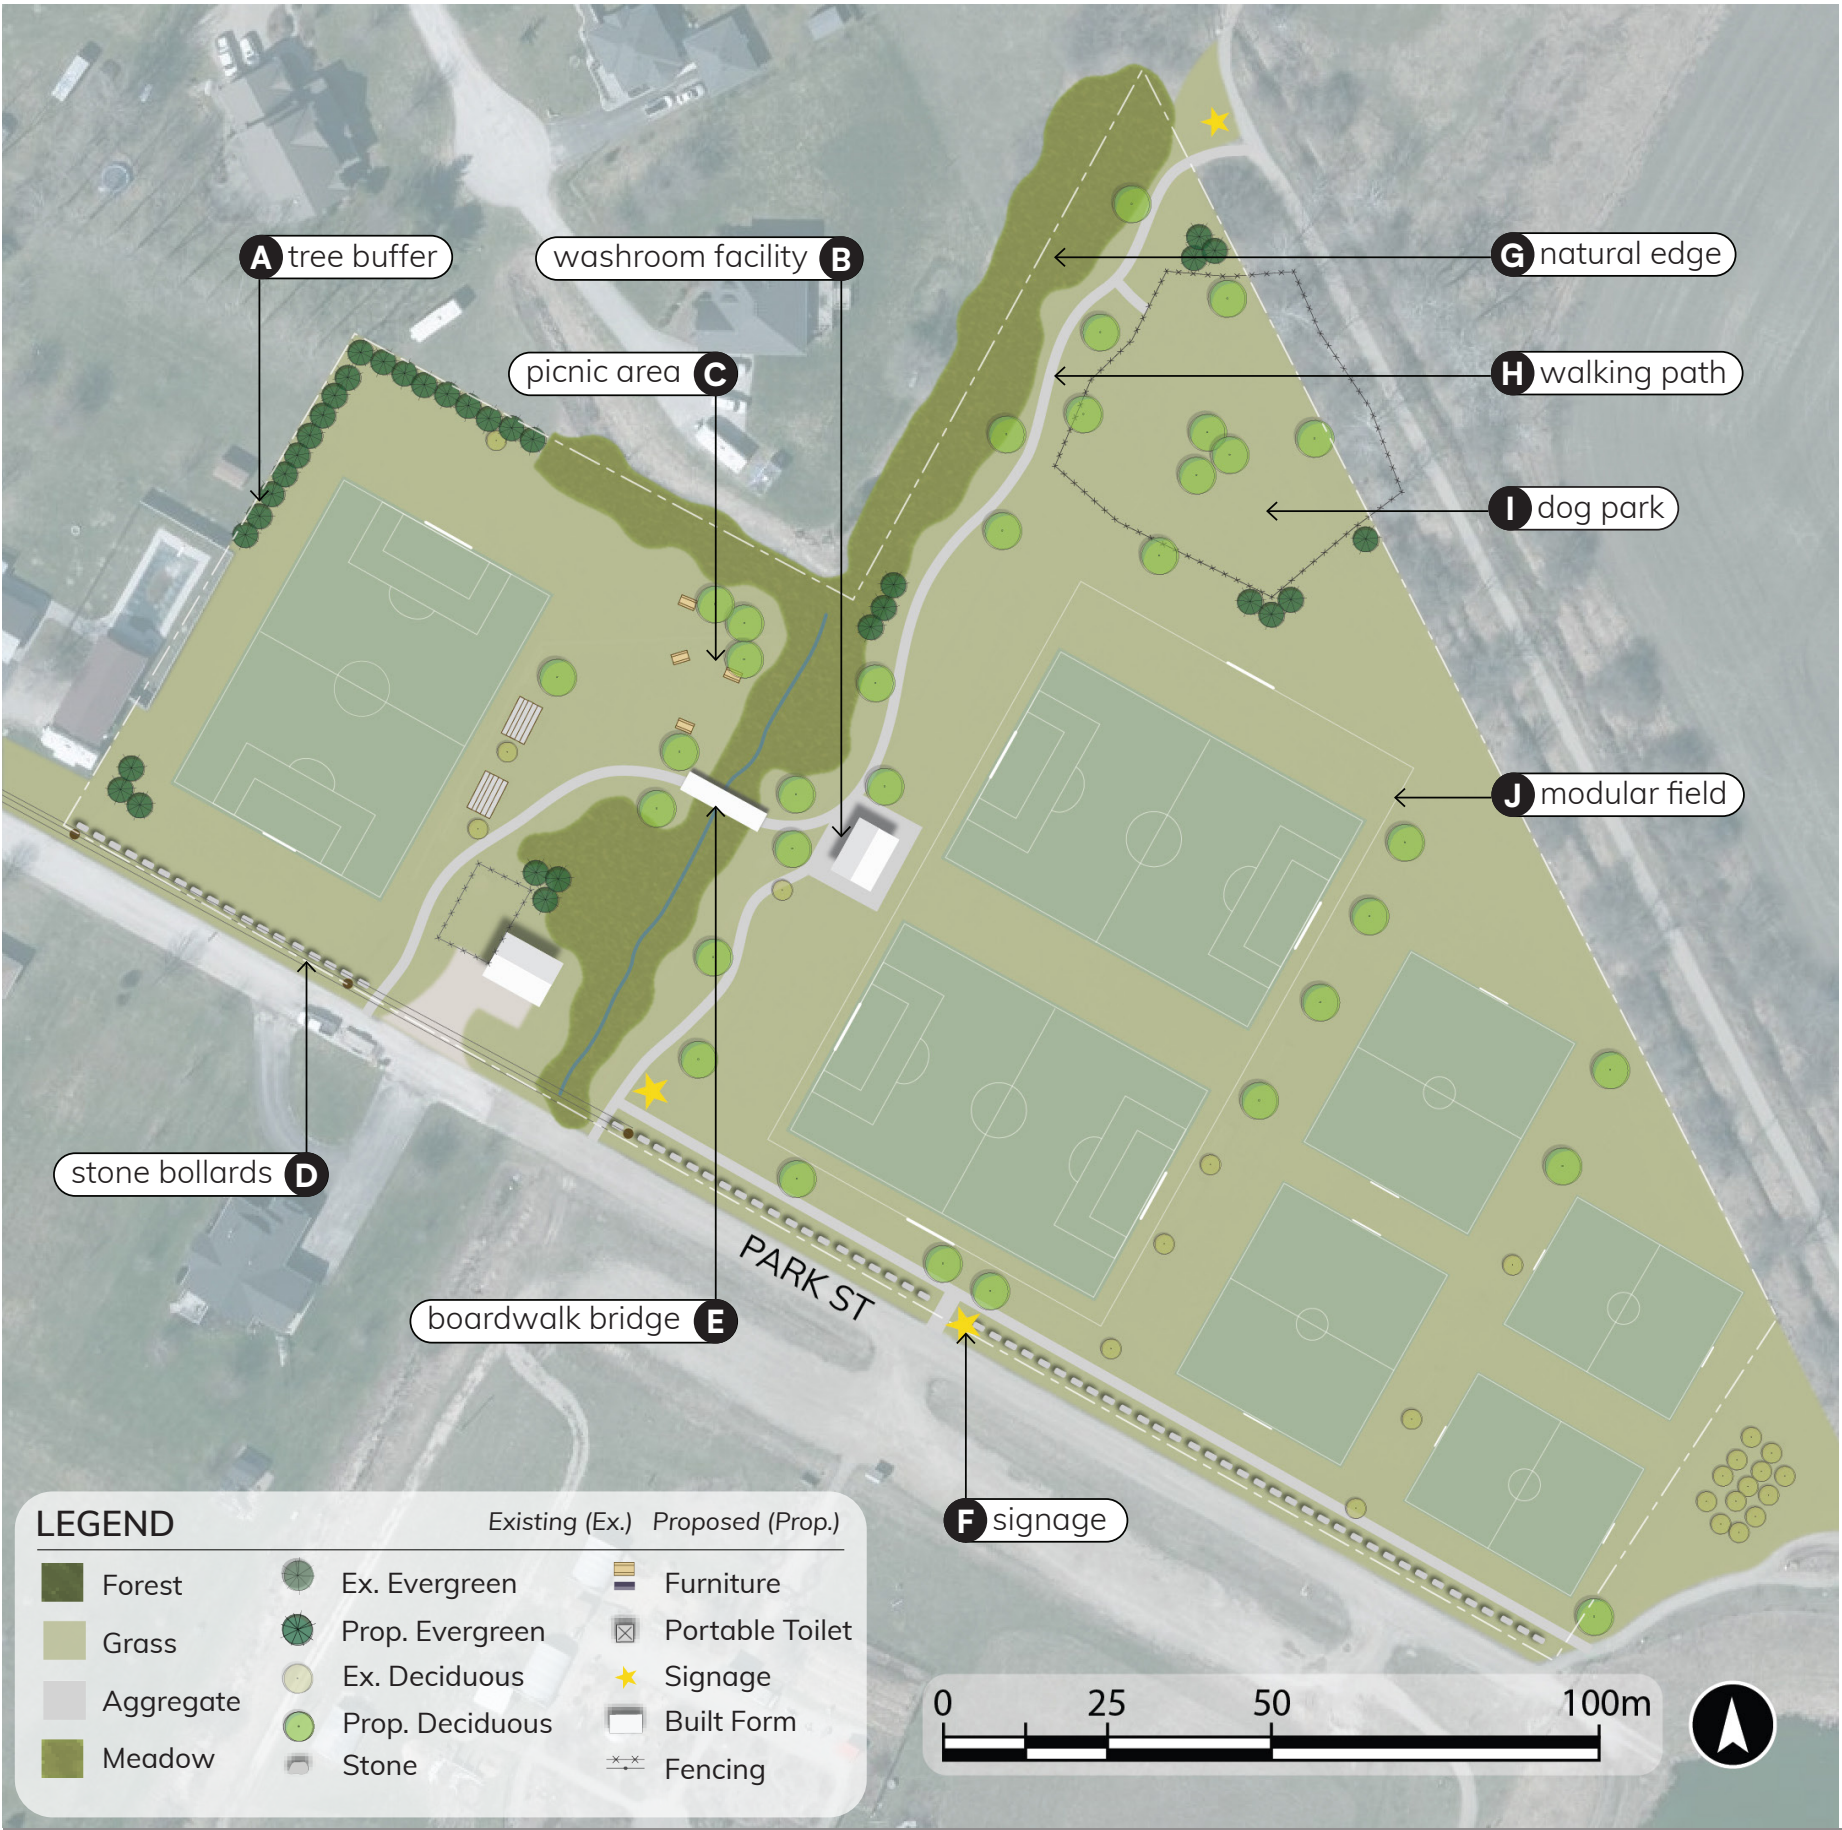 A tree buffer
washroom facility B
G natural edge
picnic area C
H walking path
I dog park
J modular field
stone bollards D
PARK ST
boardwalk bridge E
F signage
LEGEND
Existing (Ex.) Proposed (Prop.)
Forest
Grass
Aggregate
Meadow
Ex. Evergreen
Prop. Evergreen
Ex. Deciduous
Prop. Deciduous
Stone
Furniture
Portable Toilet
Signage
Built Form
Fencing
0 25 50 100m